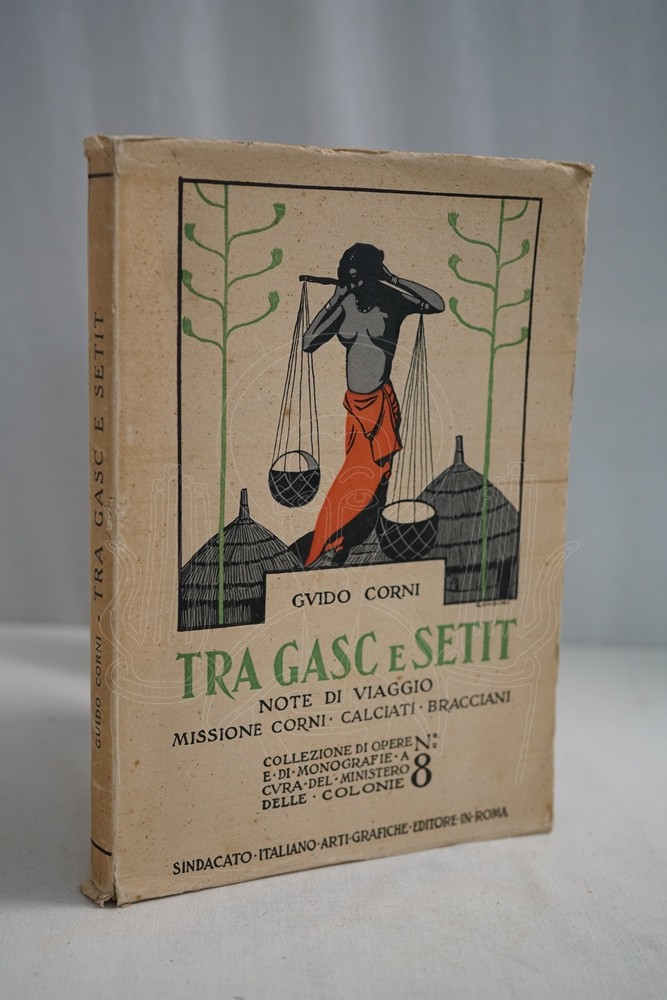 GUIDO CORNI - TRA GASC E SETIT
GVIDO CORNI
TRA GASC E SETIT
NOTE DI VIAGGIO
MISSIONE CORNI · CALCIATI · BRACCIANI
COLLEZIONE DI OPERE
E · DI · MONOGRAFIE · A
CVRA · DEL · MINISTERO
DELLE · COLONIE
N:
8
SINDACATO · ITALIANO · ARTI · GRAFICHE · EDITORE · IN · ROMA